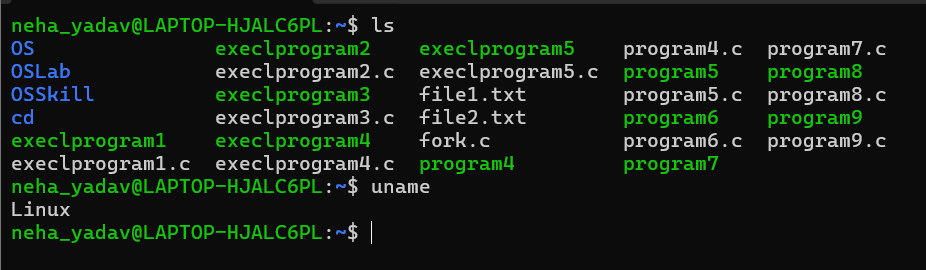 neha_yadav@LAPTOP-HJALC6PL:~$ ls
OS execlprogram2 execlprogram5 program4.c program7.c
OSLab execlprogram2.c execlprogram5.c program5 program8
OSSkill execlprogram3 file1.txt program5.c program8.c
cd execlprogram3.c file2.txt program6 program9
execlprogram1 execlprogram4 fork.c program6.c program9.c
execlprogram1.c execlprogram4.c program4 program7
neha_yadav@LAPTOP-HJALC6PL:~$ uname
Linux
neha_yadav@LAPTOP-HJALC6PL:~$